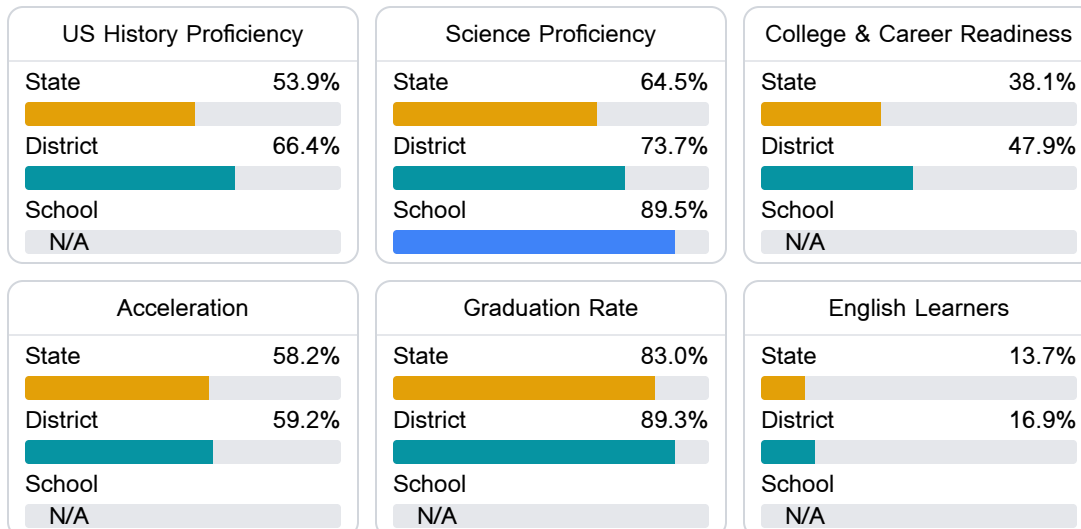 US History Proficiency
State 53.9%
District 66.4%
School
N/A
Science Proficiency
State 64.5%
District 73.7%
School 89.5%
College & Career Readiness
State 38.1%
District 47.9%
School
N/A
Acceleration
State 58.2%
District 59.2%
School
N/A
Graduation Rate
State 83.0%
District 89.3%
School
N/A
English Learners
State 13.7%
District 16.9%
School
N/A